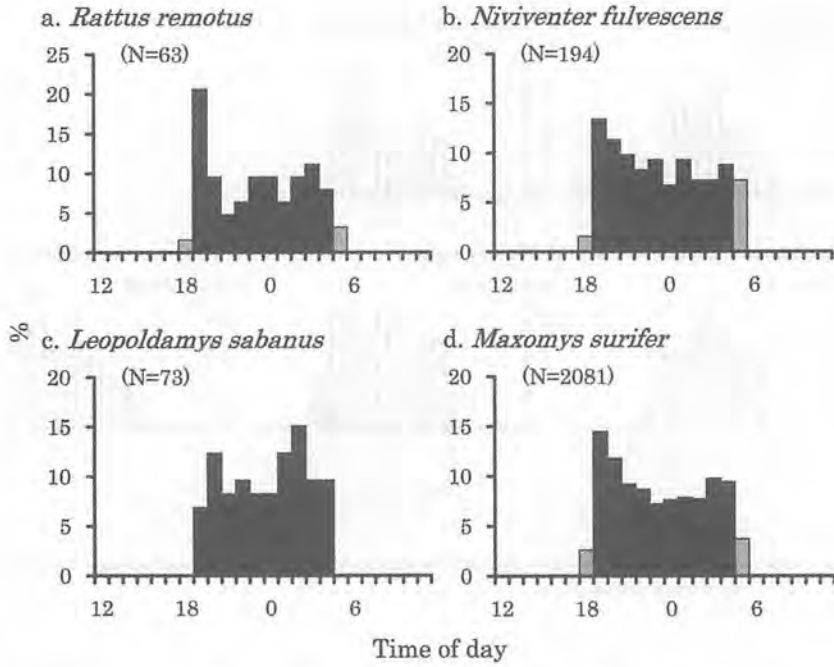 a. Rattus remotus
(N=63)
25
20
15
10
5
0
12 18 0 6
b. Niviventer fulvescens
(N=194)
20
15
10
5
0
12 18 0 6
%
c. Leopoldamys sabanus
(N=73)
20
15
10
5
0
12 18 0 6
d. Maxomys surifer
(N=2081)
20
15
10
5
0
12 18 0 6
Time of day